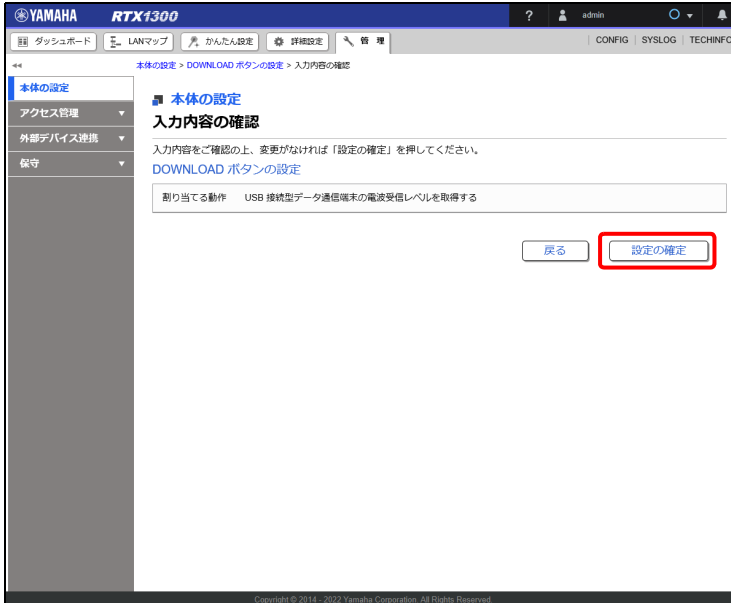 YAMAHA RTX1300 ? admin
ダッシュボード LANマップ かんたん設定 詳細設定 管理 CONFIG SYSLOG TECHINFO
本体の設定 > DOWNLOAD ボタンの設定 > 入力内容の確認
本体の設定
アクセス管理
外部デバイス連携
保守
本体の設定
入力内容の確認
入力内容をご確認の上、変更がなければ「設定の確定」を押してください。
DOWNLOAD ボタンの設定
割り当てる動作 USB 接続型データ通信端末の電波受信レベルを取得する
戻る 設定の確定
Copyright © 2014 - 2022 Yamaha Corporation. All Rights Reserved.